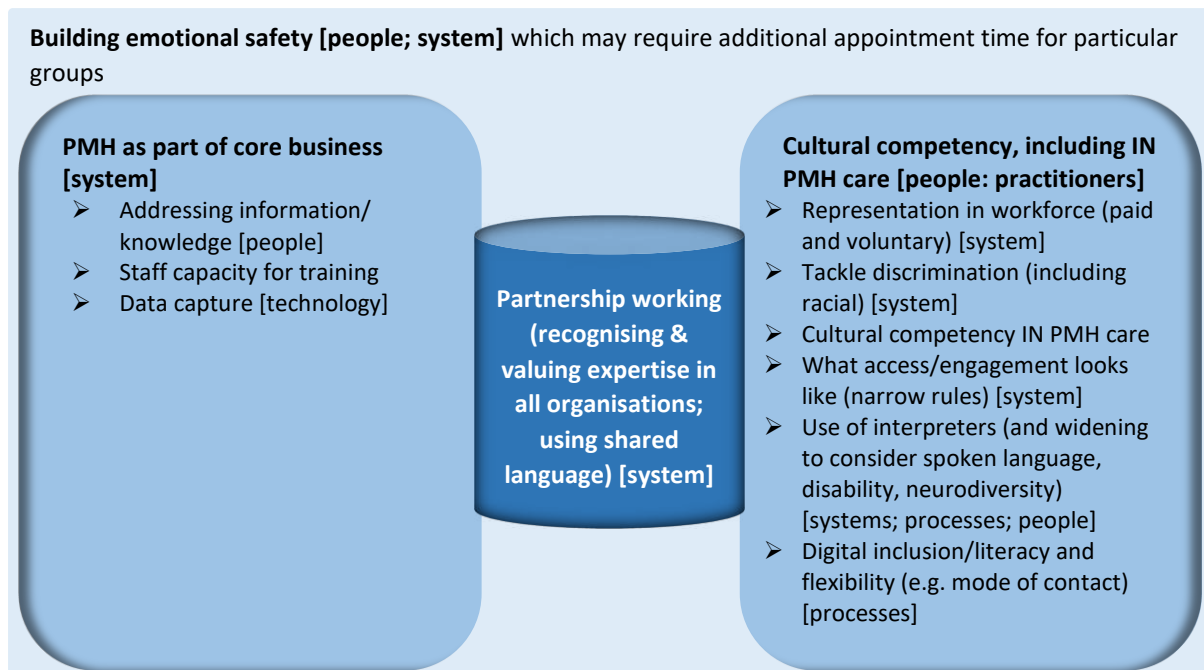 Building emotional safety [people; system] which may require additional appointment time for particular
groups
PMH as part of core business
[system]
➢ Addressing information/
knowledge [people]
➢ Staff capacity for training
➢ Data capture [technology]
Partnership working
(recognising &
valuing expertise in
all organisations;
using shared
language) [system]
Cultural competency, including IN
PMH care [people: practitioners]
➢ Representation in workforce (paid
and voluntary) [system]
➢ Tackle discrimination (including
racial) [system]
➢ Cultural competency IN PMH care
➢ What access/engagement looks
like (narrow rules) [system]
➢ Use of interpreters (and widening
to consider spoken language,
disability, neurodiversity)
[systems; processes; people]
➢ Digital inclusion/literacy and
flexibility (e.g. mode of contact)
[processes]